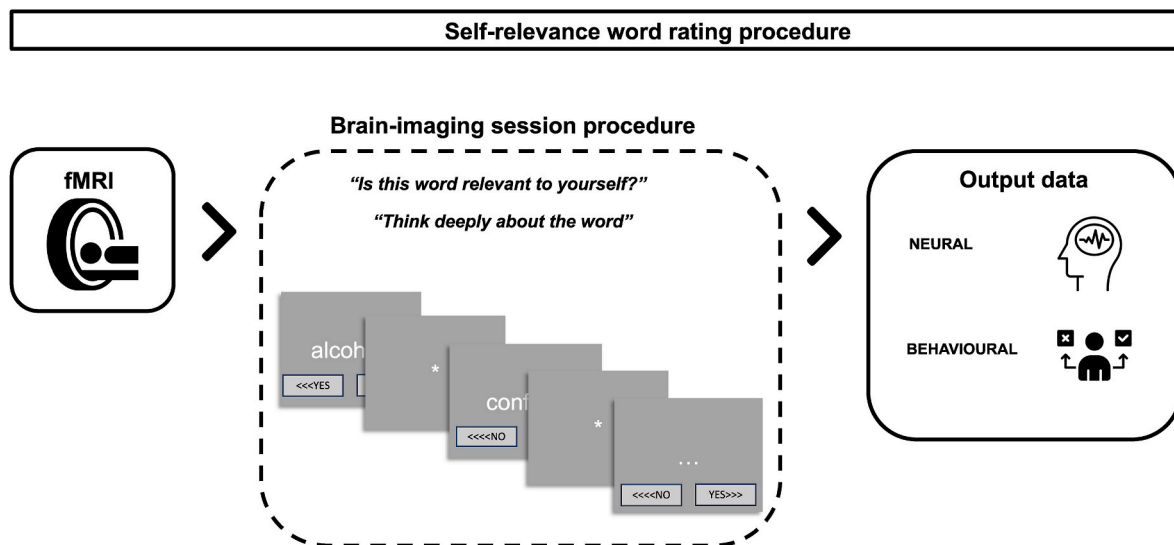 Self-relevance word rating procedure
Brain-imaging session procedure
fMRI
“Is this word relevant to yourself?”
“Think deeply about the word”
alcoh
<<<YES
*
conf
<<<<NO
*
...
<<<<NO YES>>>
Output data
NEURAL
BEHAVIOURAL